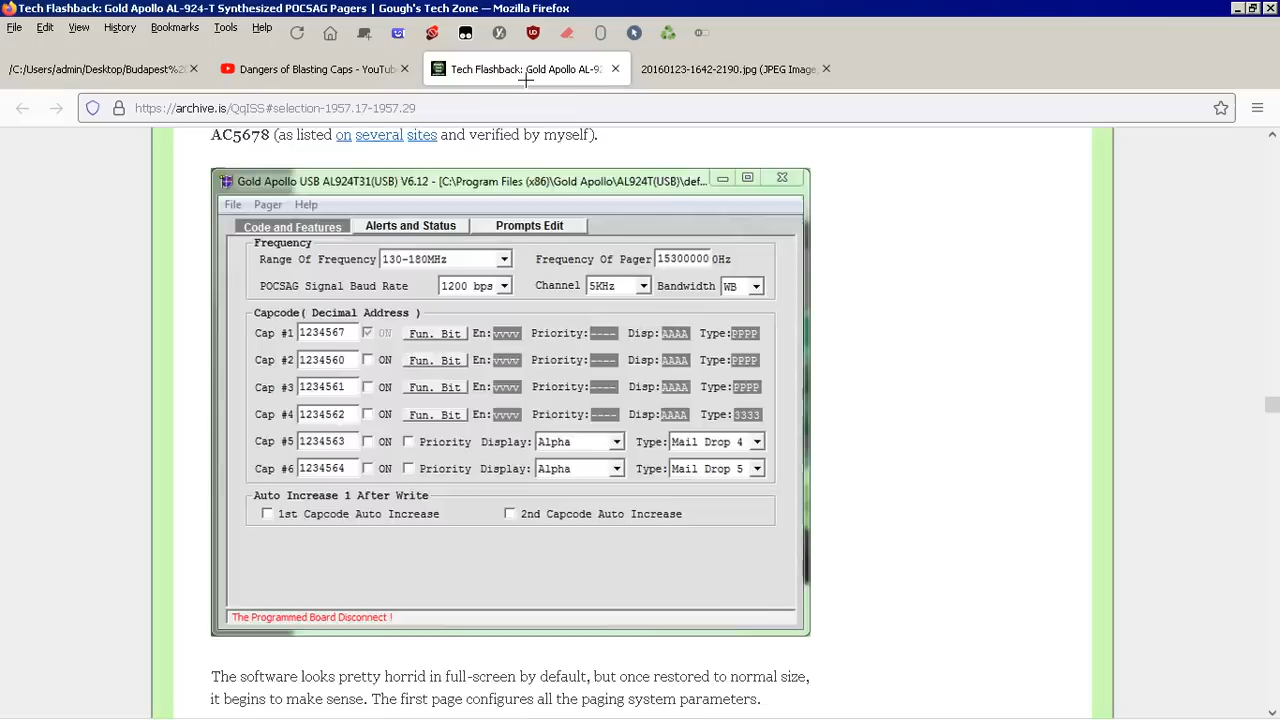 Tech Flashback: Gold Apollo AL-924-T Synthesized POCSAG Pagers | Gough's Tech Zone — Mozilla Firefox
File Edit View History Bookmarks Tools Help
/C:/Users/admin/Desktop/Budapest%2
Dangers of Blasting Caps - YouTub
Tech Flashback: Gold Apollo AL-92
20160123-1642-2190.jpg (JPEG Image,
https://archive.is/QqISS#selection-1957.17-1957.29
AC5678 (as listed on several sites and verified by myself).
Gold Apollo USB AL924T31(USB) V6.12 - [C:\Program Files (x86)\Gold Apollo\AL924T(USB)\def...
File Pager Help
Code and Features Alerts and Status Prompts Edit
Frequency
Range Of Frequency 130-180MHz Frequency Of Pager 15300000 0Hz
POCSAG Signal Baud Rate 1200 bps Channel 5KHz Bandwidth WB
Capcode( Decimal Address )
Cap #1 1234567 ON Fun. Bit En:vvvv Priority:---- Disp:AAAA Type:PPPP
Cap #2 1234560 ON Fun. Bit En:vvvv Priority:---- Disp:AAAA Type:PPPP
Cap #3 1234561 ON Fun. Bit En:vvvv Priority:---- Disp:AAAA Type:PPPP
Cap #4 1234562 ON Fun. Bit En:vvvv Priority:---- Disp:AAAA Type:3333
Cap #5 1234563 ON Priority Display: Alpha Type: Mail Drop 4
Cap #6 1234564 ON Priority Display: Alpha Type: Mail Drop 5
Auto Increase 1 After Write
1st Capcode Auto Increase 2nd Capcode Auto Increase
The Programmed Board Disconnect !
The software looks pretty horrid in full-screen by default, but once restored to normal size,
it begins to make sense. The first page configures all the paging system parameters.